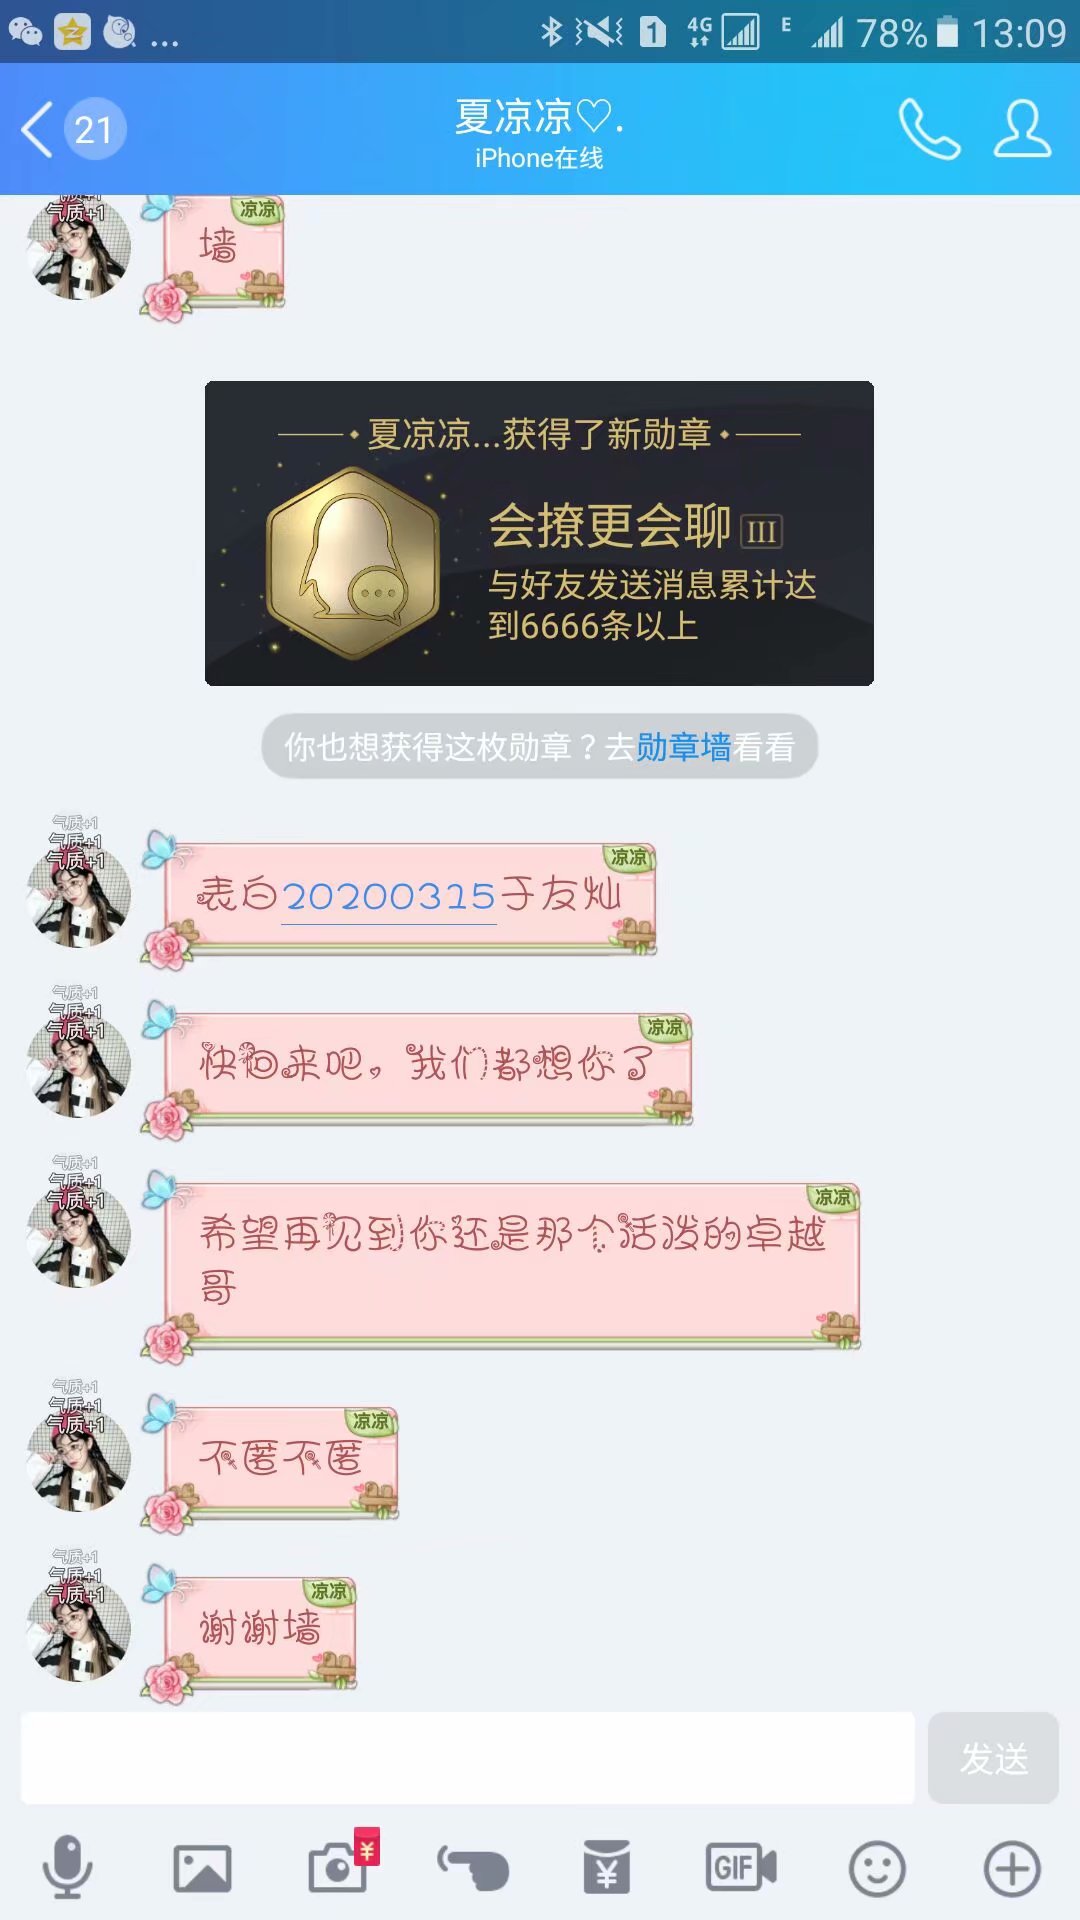 ... 1 4G E 78% 13:09
21 夏凉凉♡.
iPhone在线
气质+1
凉凉
墙
夏凉凉...获得了新勋章
会撩更会聊 III
与好友发送消息累计达
到6666条以上
你也想获得这枚勋章？去勋章墙看看
气质+1
气质+1
气质+1
凉凉
表白20200315于友灿
气质+1
气质+1
气质+1
凉凉
快回来吧，我们都想你了
气质+1
气质+1
气质+1
凉凉
希望再见到你还是那个活泼的卓越
哥
气质+1
气质+1
气质+1
凉凉
不匿不匿
气质+1
气质+1
气质+1
凉凉
谢谢墙
发送
¥
¥
GIF